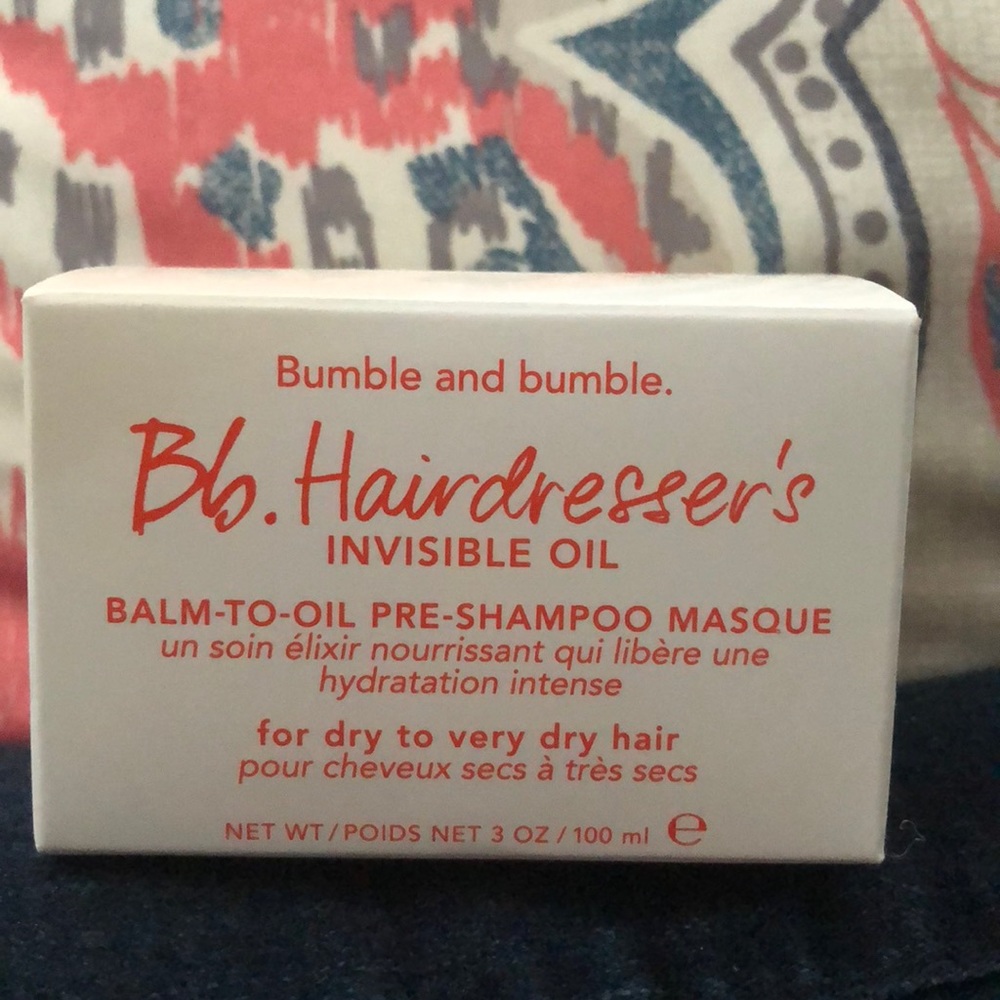 Bumble and bumble.
Bb. Hairdresser's
INVISIBLE OIL
BALM-TO-OIL PRE-SHAMPOO MASQUE
un soin élixir nourrissant qui libère une
hydratation intense
for dry to very dry hair
pour cheveux secs à très secs
NET WT/POIDS NET 3 OZ/100 ml ℮